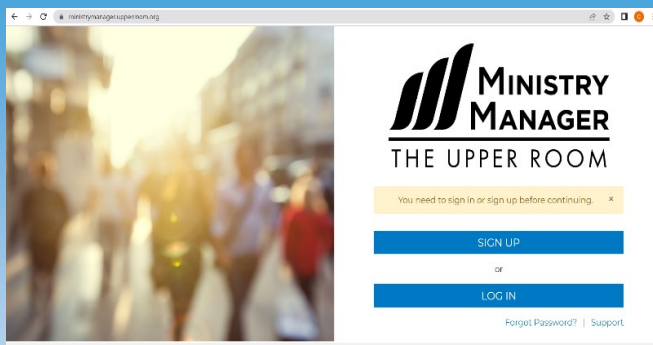 ministrymanager.upperroom.org
MINISTRY
MANAGER
THE UPPER ROOM
You need to sign in or sign up before continuing. ×
SIGN UP
or
LOG IN
Forgot Password? | Support